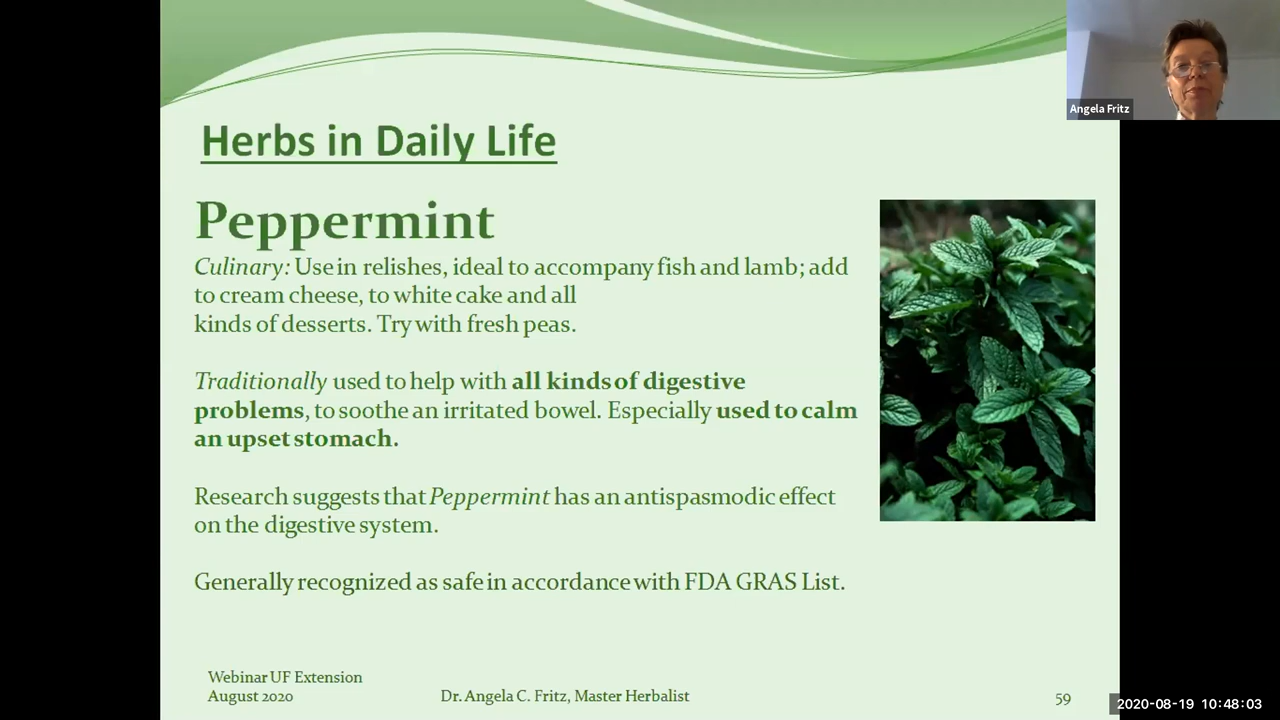 Angela Fritz
Herbs in Daily Life
Peppermint
Culinary: Use in relishes, ideal to accompany fish and lamb; add
to cream cheese, to white cake and all
kinds of desserts. Try with fresh peas.
Traditionally used to help with all kinds of digestive
problems, to soothe an irritated bowel. Especially used to calm
an upset stomach.
Research suggests that Peppermint has an antispasmodic effect
on the digestive system.
Generally recognized as safe in accordance with FDA GRAS List.
Webinar UF Extension
August 2020
Dr. Angela C. Fritz, Master Herbalist
59
2020-08-19 10:48:03